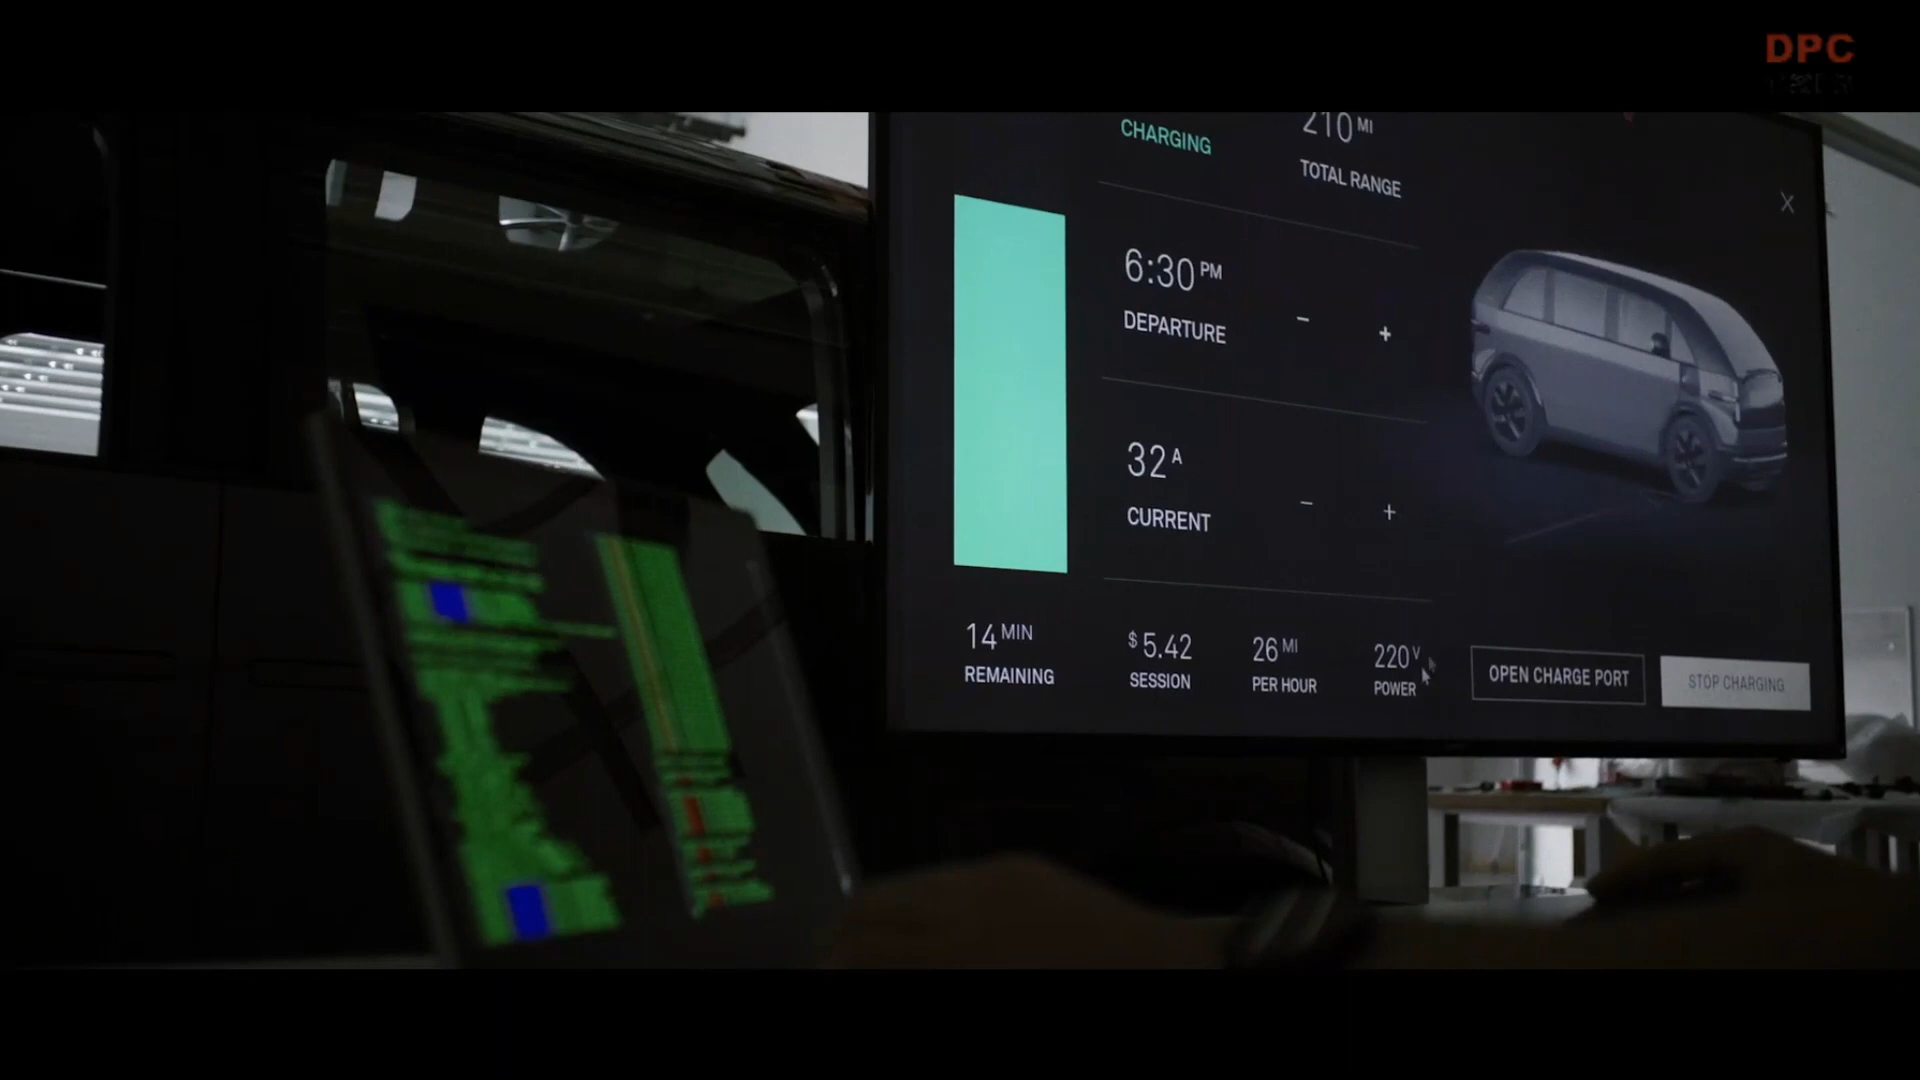 DPC
CHARGING
210 MI
TOTAL RANGE
6:30 PM
DEPARTURE
- +
32 A
CURRENT
- +
14 MIN
REMAINING
$ 5.42
SESSION
26 MI
PER HOUR
220 V
POWER
OPEN CHARGE PORT
STOP CHARGING
X